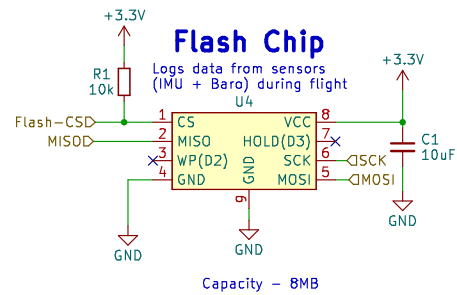 +3.3V
Flash Chip
Logs data from sensors
(IMU + Baro) during flight
R1
10k
U4
+3.3V
Flash-CS
1
CS
VCC
8
MISO
2
MISO
HOLD(D3)
7
C1
10uF
3
WP(D2)
SCK
6
SCK
4
GND
GND
MOSI
5
MOSI
9
GND
GND
GND
Capacity - 8MB